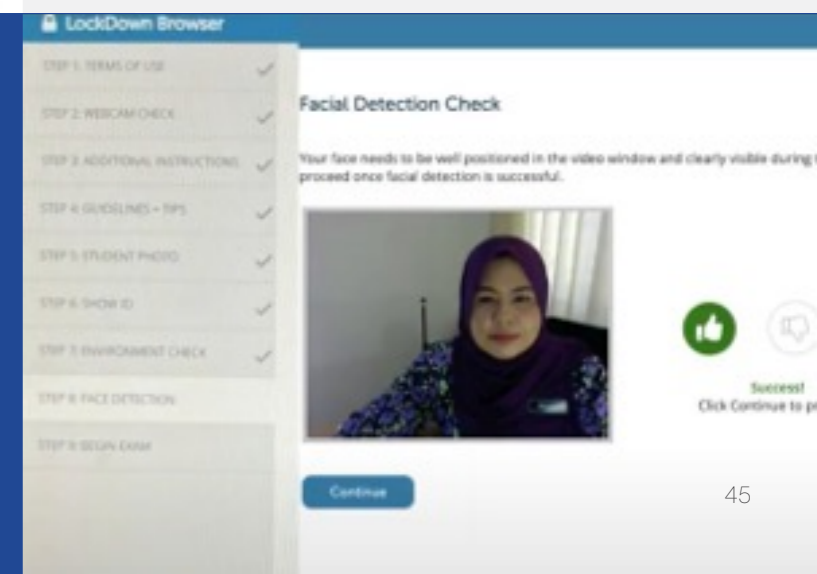 LockDown Browser
STEP 1: TERMS OF USE
STEP 2: WEBCAM CHECK
STEP 3: ADDITIONAL INSTRUCTIONS
STEP 4: GUIDELINES + TIPS
STEP 5: STUDENT PHOTO
STEP 6: SHOW ID
STEP 7: ENVIRONMENT CHECK
STEP 8: FACE DETECTION
STEP 9: BEGIN EXAM
Facial Detection Check
Your face needs to be well positioned in the video window and clearly visible during
proceed once facial detection is successful.
Success!
Click Continue to
Continue
45